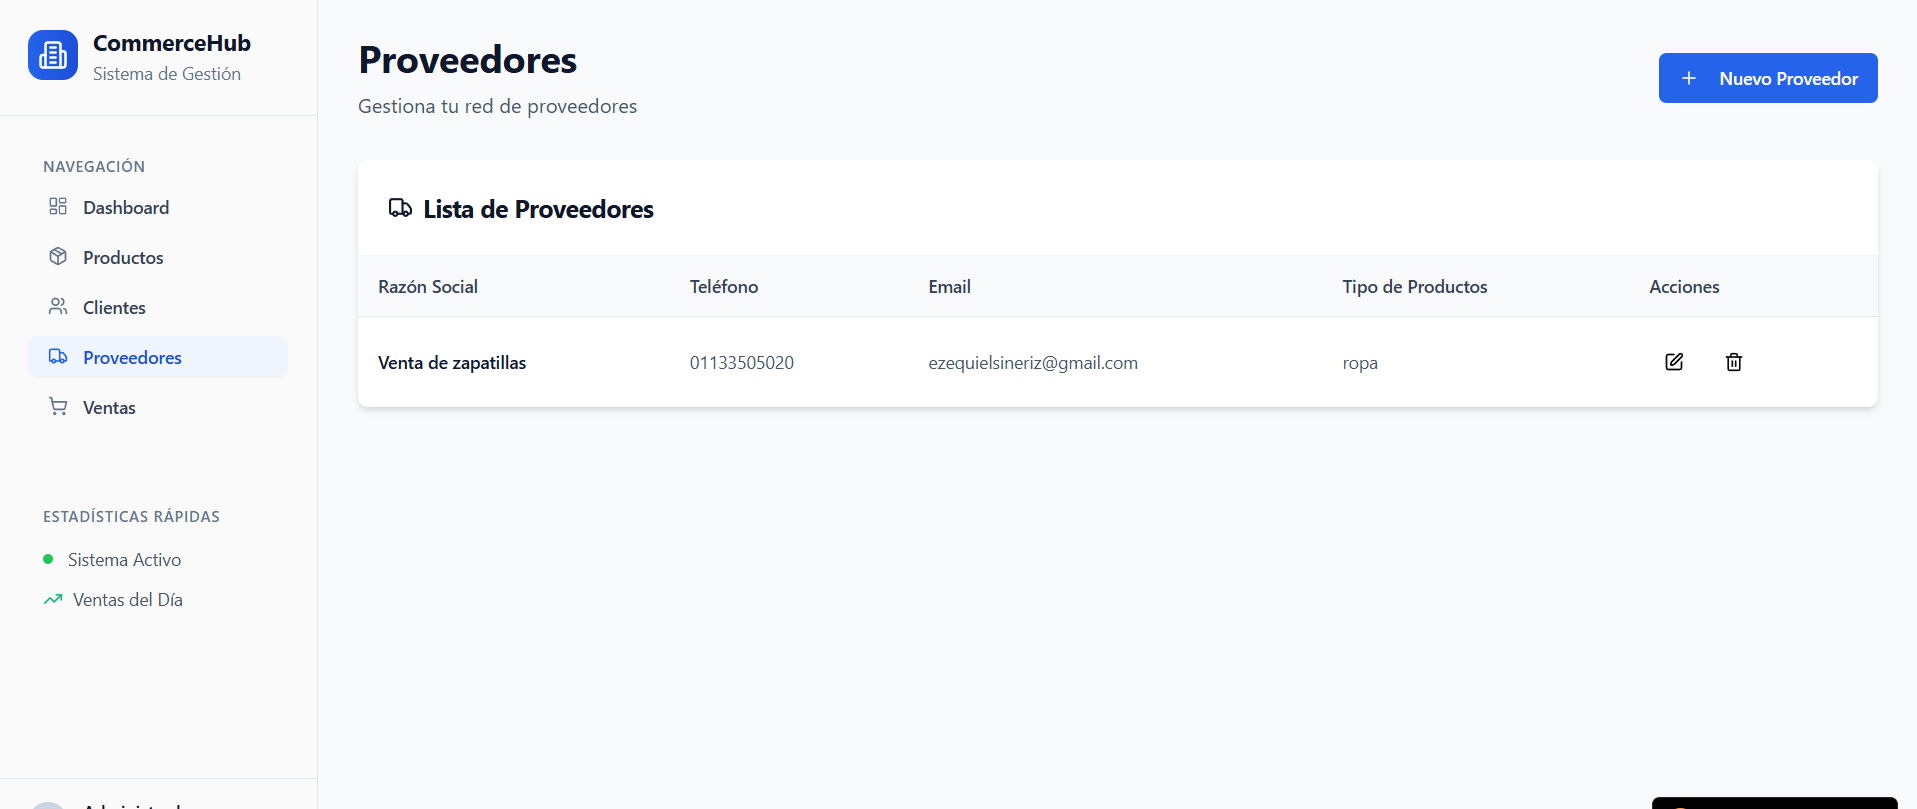 CommerceHub
Sistema de Gestión
NAVEGACIÓN
Dashboard
Productos
Clientes
Proveedores
Ventas
ESTADÍSTICAS RÁPIDAS
Sistema Activo
Ventas del Día
Proveedores
Gestiona tu red de proveedores
Nuevo Proveedor
Lista de Proveedores
Razón Social Teléfono Email Tipo de Productos Acciones
Venta de zapatillas 01133505020 ezequielsineriz@gmail.com ropa